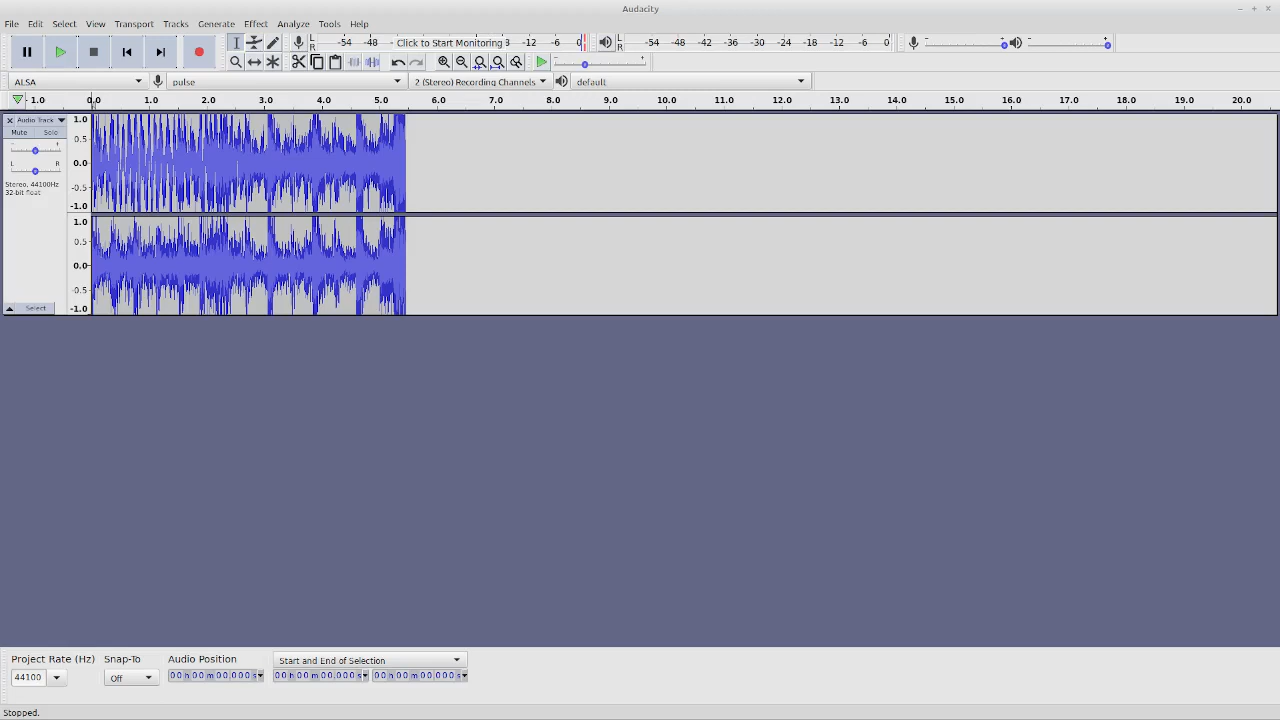 Audacity
File Edit Select View Transport Tracks Generate Effect Analyze Tools Help
L R -54 -48 - Click to Start Monitoring 3 -12 -6 0 L R -54 -48 -42 -36 -30 -24 -18 -12 -6 0 - + - +
- +
ALSA pulse 2 (Stereo) Recording Channels default
1.0 0.0 1.0 2.0 3.0 4.0 5.0 6.0 7.0 8.0 9.0 10.0 11.0 12.0 13.0 14.0 15.0 16.0 17.0 18.0 19.0 20.0
Audio Track 1.0
Mute Solo 0.5
- +
L R 0.0
Stereo, 44100Hz -0.5
32-bit float
-1.0
1.0
0.5
0.0
-0.5
Select -1.0
Project Rate (Hz) Snap-To Audio Position Start and End of Selection
44100 Off 00 h 00 m 00.000 s 00 h 00 m 00.000 s 00 h 00 m 00.000 s
Stopped.